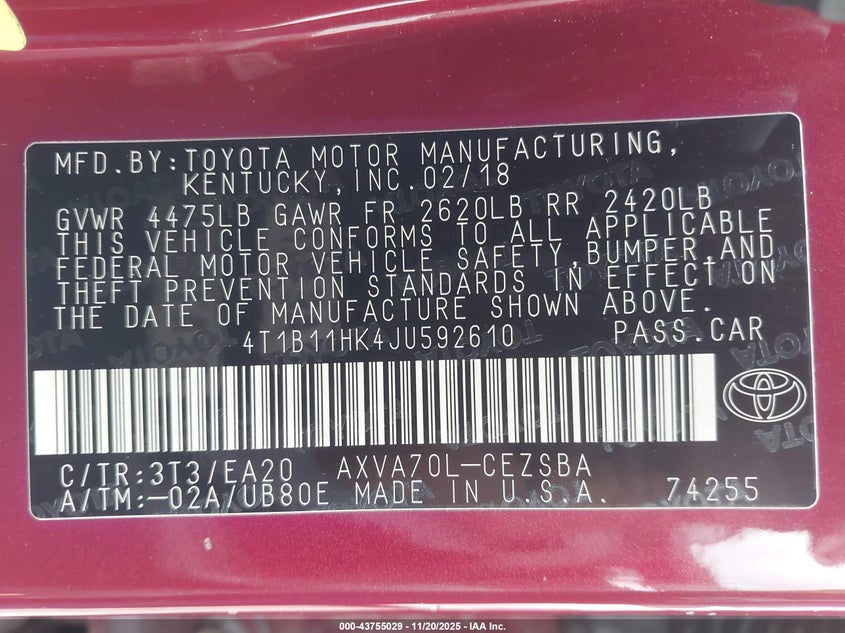 MFD.BY:TOYOTA MOTOR MANUFACTURING,
KENTUCKY,INC.02/18
GVWR 4475LB GAWR FR 2620LB RR 2420LB
THIS VEHICLE CONFORMS TO ALL APPLICABLE
FEDERAL MOTOR VEHICLE SAFETY,BUMPER,AND
THEFT PREVENTION STANDARDS IN EFFECT ON
THE DATE OF MANUFACTURE SHOWN ABOVE.
4T1B11HK4JU592610 PASS.CAR
C/TR:3T3/EA20 AXVA70L-CEZSBA
A/TM:-02A/UB80E MADE IN U.S.A. 74255
000-43755029 - 11/20/2025 - IAA Inc.